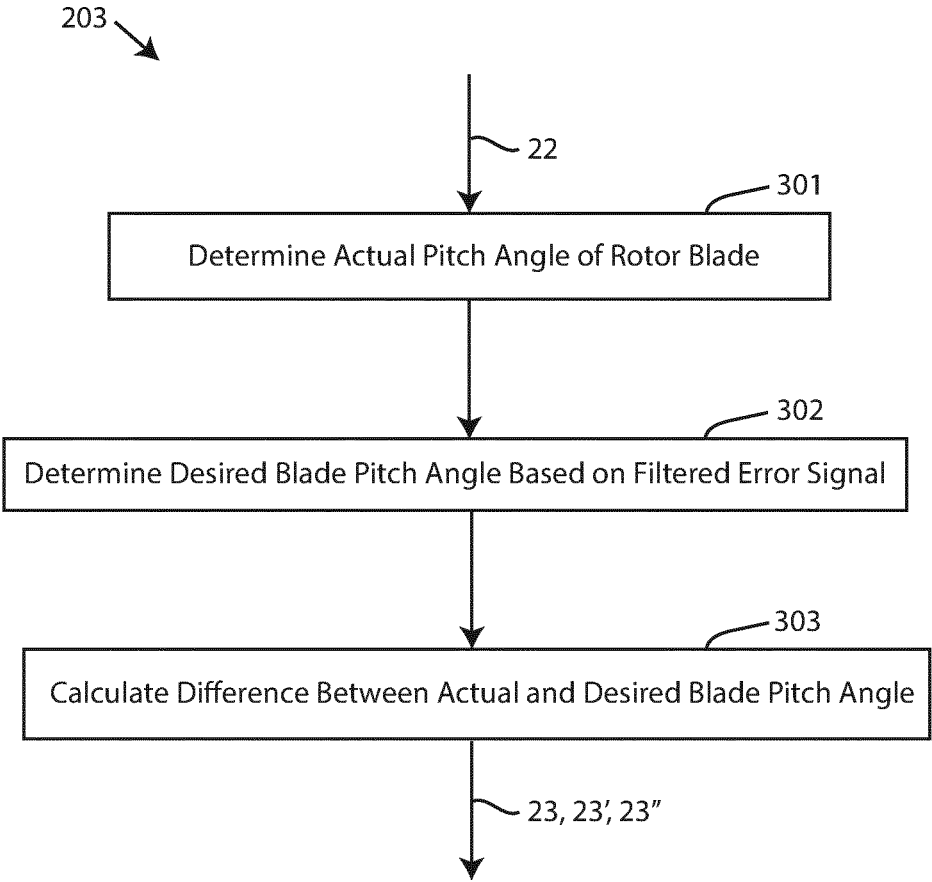 203
22
301
Determine Actual Pitch Angle of Rotor Blade
302
Determine Desired Blade Pitch Angle Based on Filtered Error Signal
303
Calculate Difference Between Actual and Desired Blade Pitch Angle
23, 23′, 23″